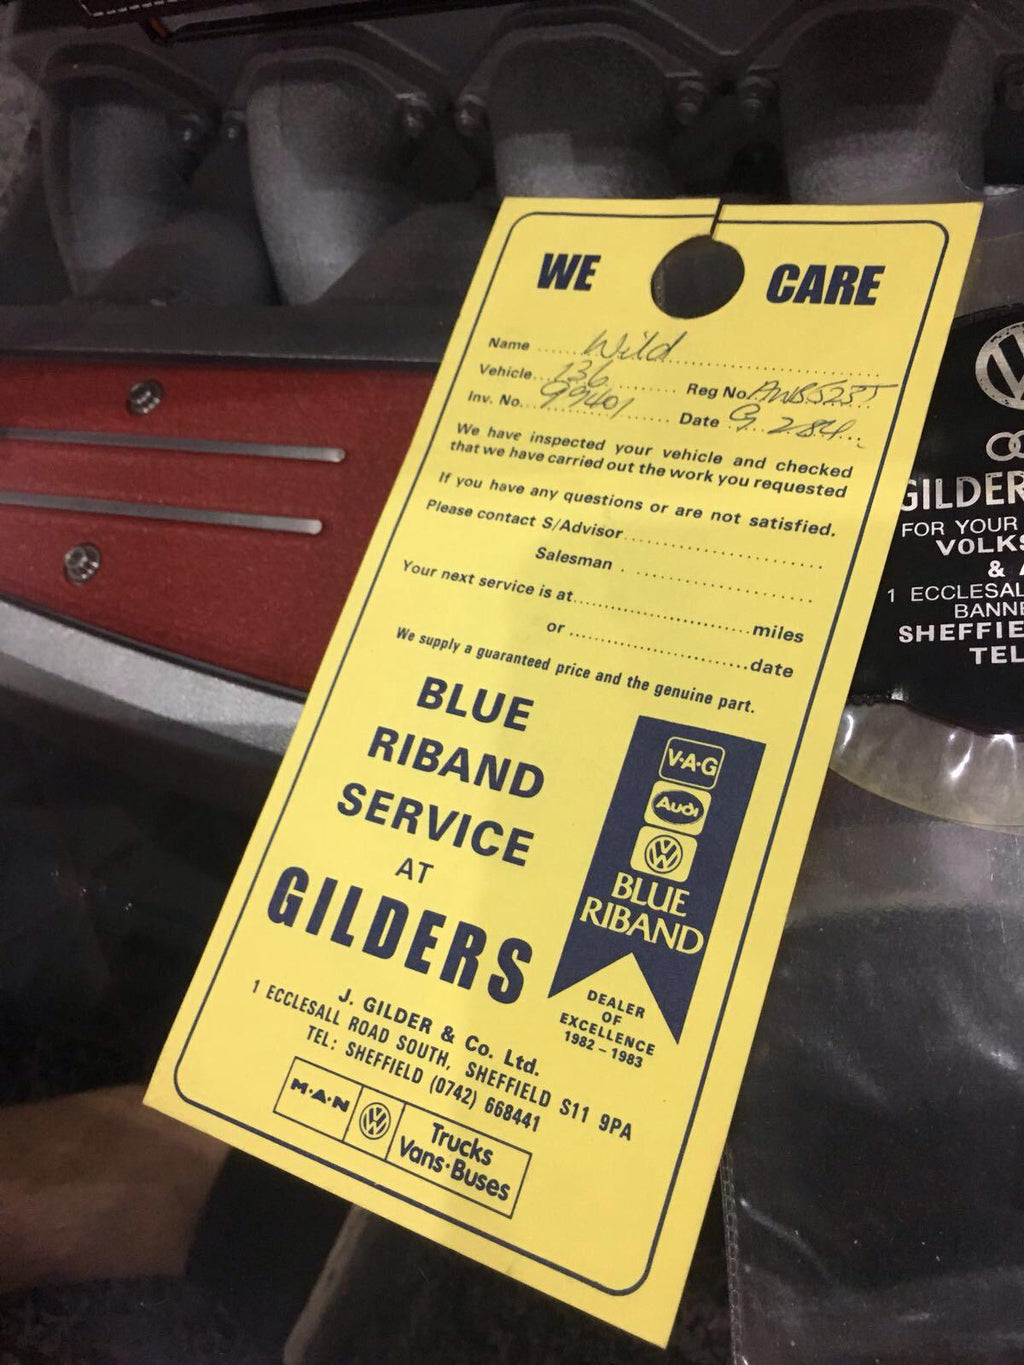 WE CARE
Name Wild
Vehicle 136 Reg No. AWB523T
Inv. No. 99401 Date 9.284
We have inspected your vehicle and checked
that we have carried out the work you requested
If you have any questions or are not satisfied.
Please contact S/Advisor
Salesman
Your next service is at miles
or date
We supply a guaranteed price and the genuine part.
BLUE
RIBAND
SERVICE
AT
GILDERS
V·A·G
Audi
BLUE
RIBAND
DEALER
OF
EXCELLENCE
1982 – 1983
J. GILDER & Co. Ltd.
1 ECCLESALL ROAD SOUTH, SHEFFIELD S11 9PA
TEL: SHEFFIELD (0742) 668441
M·A·N
Trucks
Vans·Buses
GILDER
FOR YOUR
VOLKS
&
1 ECCLESAL
BANNE
SHEFFIE
TEL